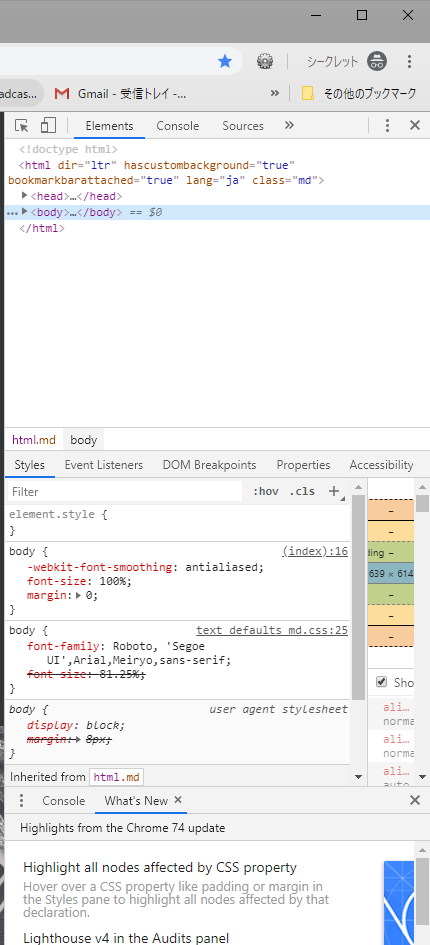 シークレット
adcas...
Gmail - 受信トレイ -...
»
その他のブックマーク
Elements Console Sources »
<!doctype html>
<html dir="ltr" hascustombackground="true"
bookmarkbarattached="true" lang="ja" class="md">
<head>…</head>
<body>…</body> == $0
</html>
html.md body
Styles Event Listeners DOM Breakpoints Properties Accessibility
Filter :hov .cls +
element.style {
}
body { (index):16
-webkit-font-smoothing: antialiased;
font-size: 100%;
margin: 0;
}
body { text defaults md.css:25
font-family: Roboto, 'Segoe
UI',Arial,Meiryo,sans-serif;
font-size: 81.25%;
}
body { user agent stylesheet
display: block;
margin: 8px;
}
Inherited from html.md
–
–
ding –
639 × 614
–
–
–
Sho
ali…
norma
ali…
norma
ali…
auto
Console What's New ×
Highlights from the Chrome 74 update
Highlight all nodes affected by CSS property
Hover over a CSS property like padding or margin in
the Styles pane to highlight all nodes affected by that
declaration.
Lighthouse v4 in the Audits panel